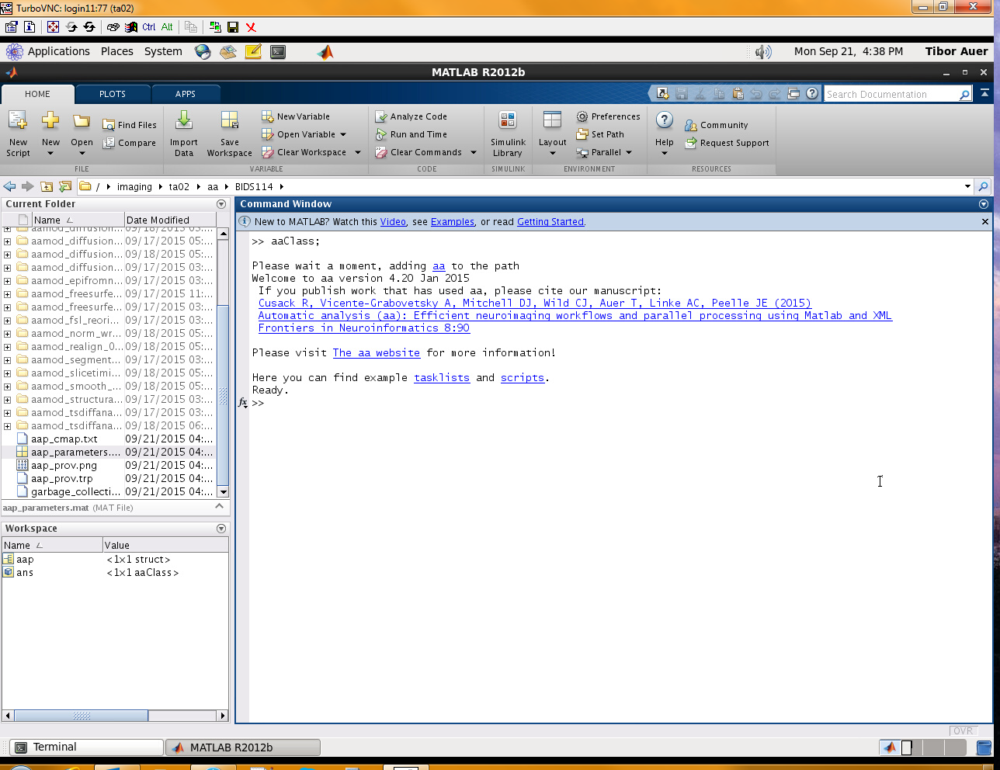 TurboVNC: login11:77 (ta02)
Ctrl Alt
Applications Places System
Mon Sep 21, 4:38 PM Tibor Auer
MATLAB R2012b
HOME PLOTS APPS
Search Documentation
New Script
New
Open
Find Files
Compare
FILE
Import Data
Save Workspace
New Variable
Open Variable
Clear Workspace
VARIABLE
Analyze Code
Run and Time
Clear Commands
CODE
Simulink Library
SIMULINK
Layout
Preferences
Set Path
Parallel
ENVIRONMENT
Help
Community
Request Support
RESOURCES
/ imaging ta02 aa BIDS114
Current Folder
Name Date Modified
aamod_diffusion... 09/18/2015 03:...
aamod_diffusion... 09/17/2015 05:...
aamod_diffusion... 09/18/2015 05:...
aamod_diffusion... 09/17/2015 03:...
aamod_epifromn... 09/17/2015 03:...
aamod_freesurfe... 09/17/2015 11:...
aamod_freesurfe... 09/17/2015 03:...
aamod_fsl_reori... 09/17/2015 03:...
aamod_norm_wr... 09/18/2015 05:...
aamod_realign_0... 09/18/2015 05:...
aamod_segment... 09/17/2015 03:...
aamod_slicetimi... 09/18/2015 05:...
aamod_smooth_... 09/18/2015 05:...
aamod_structura... 09/17/2015 03:...
aamod_tsdiffana... 09/17/2015 03:...
aamod_tsdiffana... 09/18/2015 06:...
aap_cmap.txt 09/21/2015 04:...
aap_parameters.... 09/21/2015 04:...
aap_prov.png 09/21/2015 04:...
aap_prov.trp 09/21/2015 04:...
garbage_collecti... 09/21/2015 04:...
aap_parameters.mat (MAT File)
Workspace
Name Value
aap <1x1 struct>
ans <1x1 aaClass>
Command Window
New to MATLAB? Watch this Video, see Examples, or read Getting Started.
>> aaClass;
Please wait a moment, adding aa to the path
Welcome to aa version 4.20 Jan 2015
If you publish work that has used aa, please cite our manuscript:
Cusack R, Vicente-Grabovetsky A, Mitchell DJ, Wild CJ, Auer T, Linke AC, Peelle JE (2015)
Automatic analysis (aa): Efficient neuroimaging workflows and parallel processing using Matlab and XML
Frontiers in Neuroinformatics 8:90
Please visit The aa website for more information!
Here you can find example tasklists and scripts.
Ready.
fx >>
OVR
Terminal
MATLAB R2012b